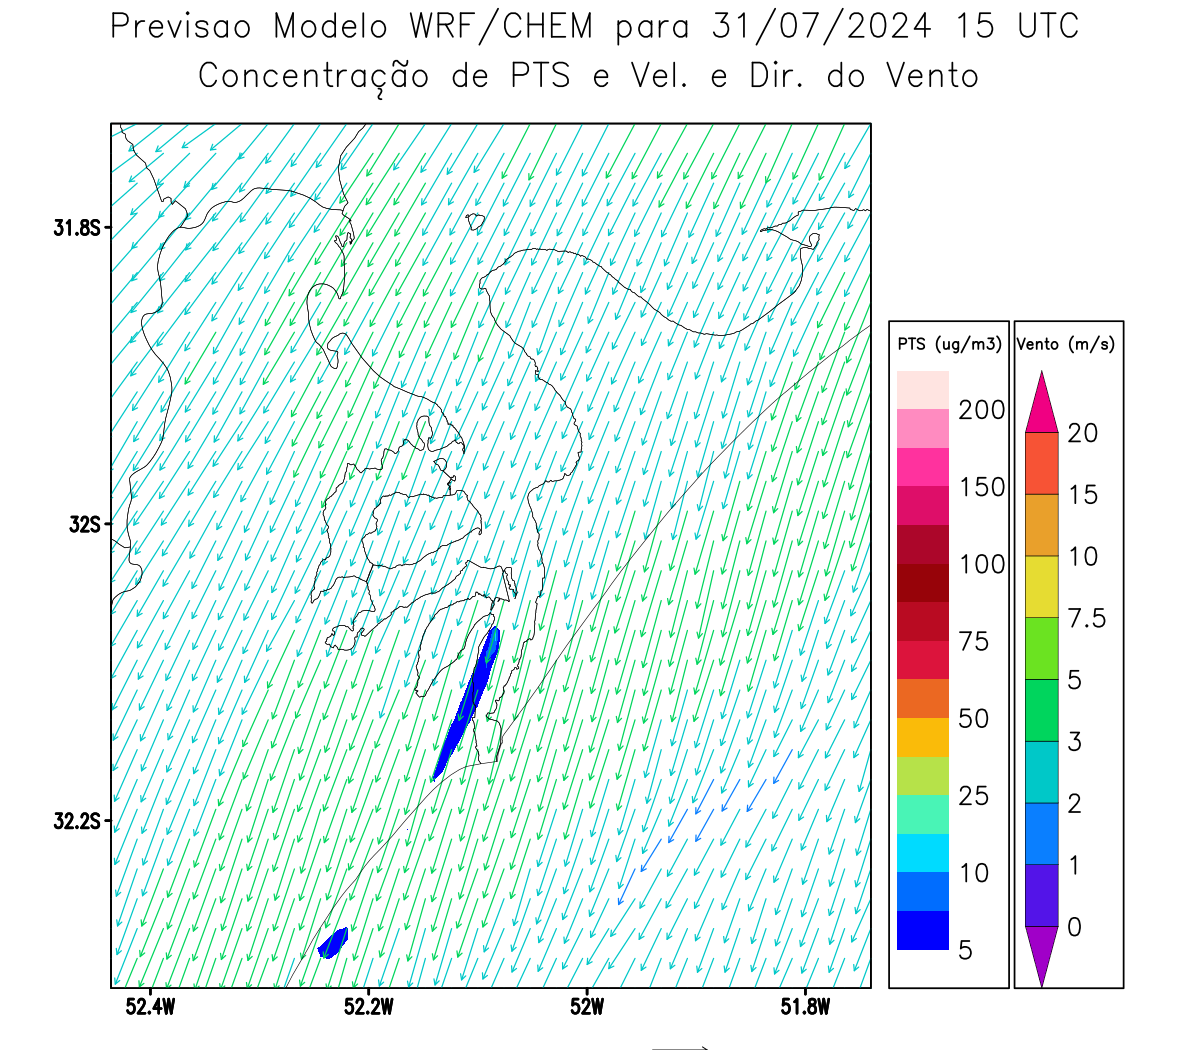 Previsao Modelo WRF/CHEM para 31/07/2024 15 UTC
Concentração de PTS e Vel. e Dir. do Vento
31.8S
32S
32.2S
52.4W
52.2W
52W
51.8W
PTS (ug/m3)
200
150
100
75
50
25
10
5
Vento (m/s)
20
15
10
7.5
5
3
2
1
0